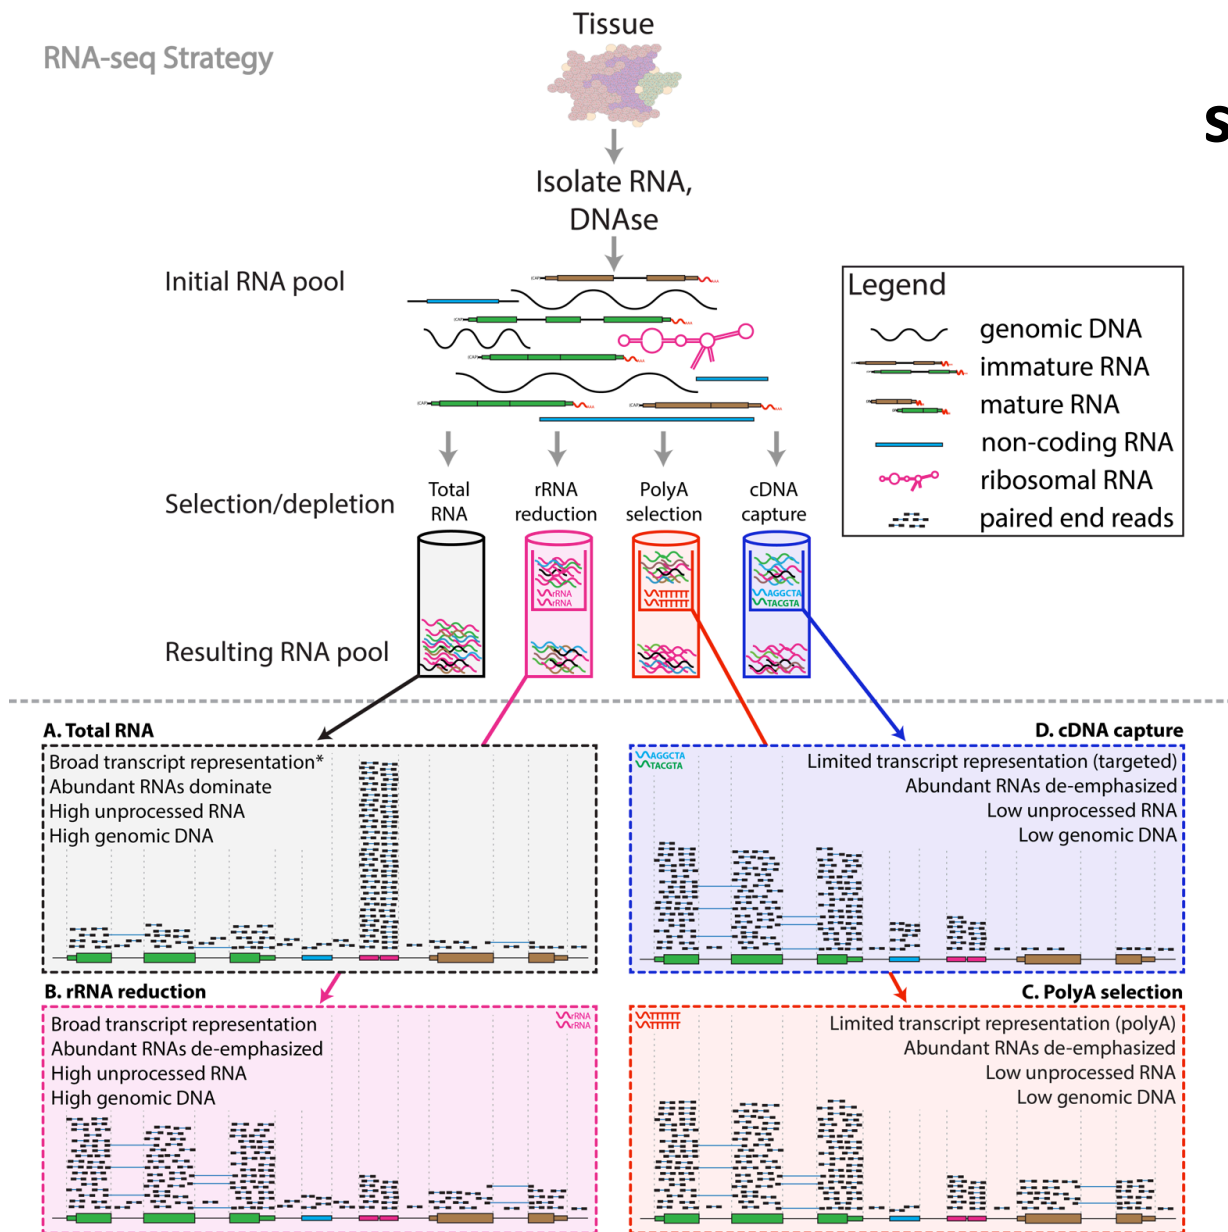 RNA-seq Strategy
Tissue
s
Isolate RNA,
DNAse
Initial RNA pool
Legend
genomic DNA
immature RNA
mature RNA
non-coding RNA
ribosomal RNA
paired end reads
Selection/depletion
Total
RNA
rRNA
reduction
PolyA
selection
cDNA
capture
rRNA
rRNA
TTTTTT
TTTTTT
AGGCTA
TACGTA
Resulting RNA pool
A. Total RNA
Broad transcript representation*
Abundant RNAs dominate
High unprocessed RNA
High genomic DNA
D. cDNA capture
AGGCTA
TACGTA
Limited transcript representation (targeted)
Abundant RNAs de-emphasized
Low unprocessed RNA
Low genomic DNA
B. rRNA reduction
Broad transcript representation
Abundant RNAs de-emphasized
High unprocessed RNA
High genomic DNA
rRNA
rRNA
C. PolyA selection
TTTTTT
TTTTTT
Limited transcript representation (polyA)
Abundant RNAs de-emphasized
Low unprocessed RNA
Low genomic DNA